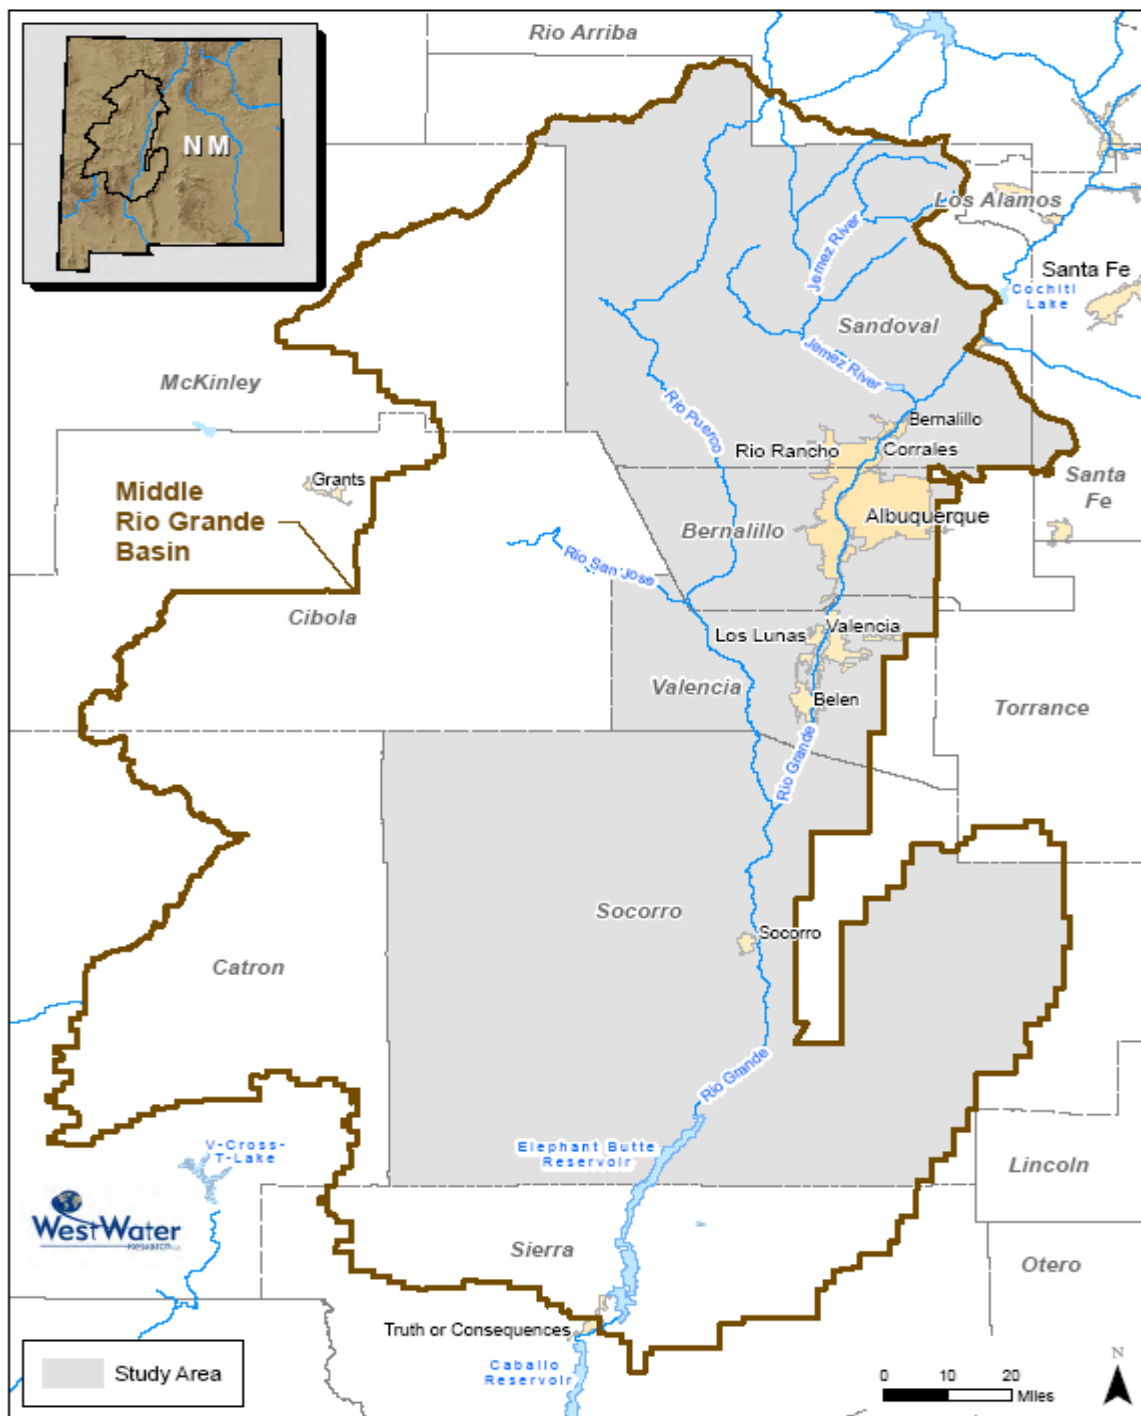 Rio Arriba
NM
Los Alamos
Jemez River
Santa Fe
Cochiti
Lake
Sandoval
McKinley
Jemez River
Rio Puerco
Bernalillo
Rio Rancho
Corrales
Grants
Santa
Fe
Middle
Rio Grande
Basin
Albuquerque
Bernalillo
Rio San Jose
Cibola
Valencia
Los Lunas
Valencia
Belen
Torrance
Rio Grande
Socorro
Socorro
Catron
Rio Grande
Elephant Butte
Reservoir
V-Cross-
T-Lake
Lincoln
WestWater
Sierra
Otero
Truth or Consequences
Caballo
Reservoir
Study Area
N
0 10 20
Miles